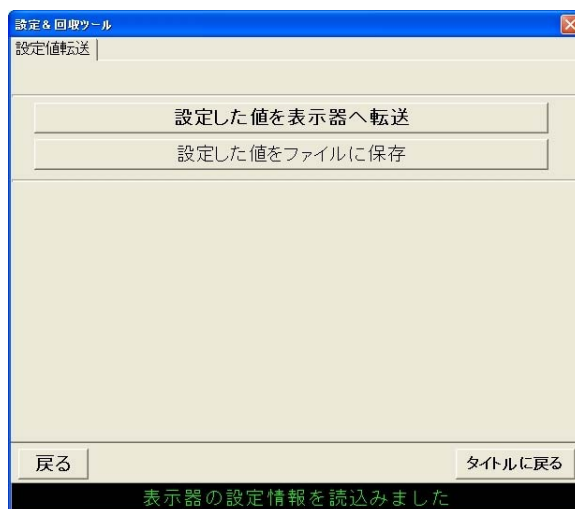 設定&回収ツール
設定値転送
設定した値を表示器へ転送
設定した値をファイルに保存
戻る
タイトルに戻る
表示器の設定情報を読込みました